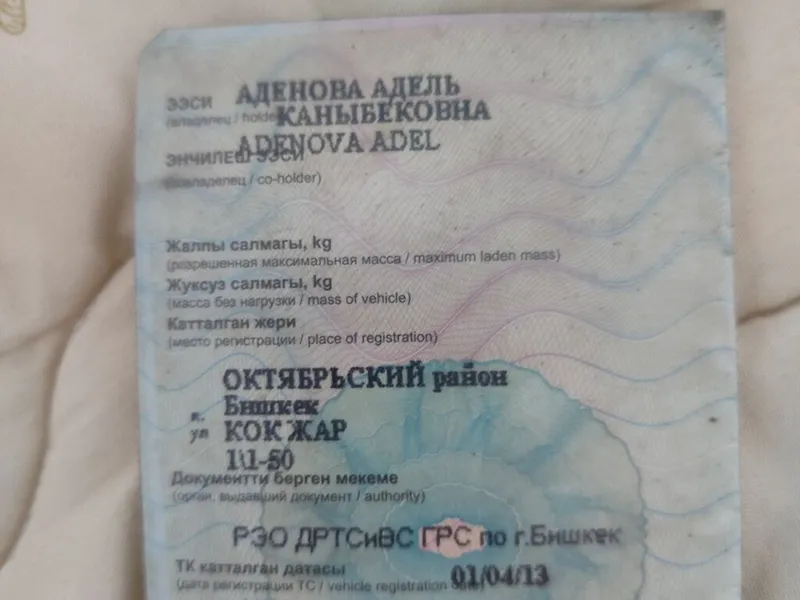 ЭЭСИ АДЕНОВА АДЕЛЬ
(владелец / holder КАНЫБЕКОВНА
ADENOVA ADEL
ЭНЧИЛЕШ ЭЭСИ
(совладелец / co-holder)
Жалпы салмагы, kg
(разрешенная максимальная масса / maximum laden mass)
Жуксуз салмагы, kg
(масса без нагрузки / mass of vehicle)
Катталган жери
(место регистрации / place of registration)
ОКТЯБРЬСКИЙ район
к. Бишкек
ул КОК ЖАР
1\1-50
Документти берген мекеме
(орган, выдавший документ / authority)
РЭО ДРТСиВС ГРС по г.Бишкек
ТК катталган датасы
(дата регистрации ТС / vehicle registration date) 01/04/13